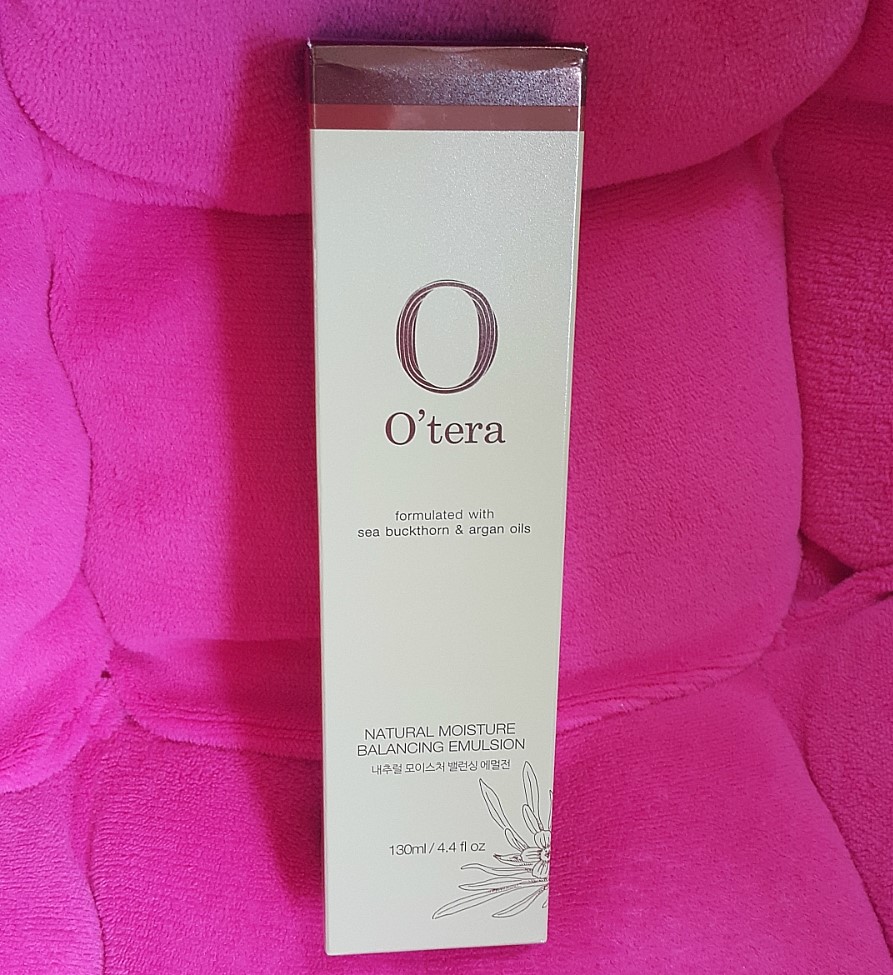 O
O'tera
formulated with
sea buckthorn & argan oils
NATURAL MOISTURE
BALANCING EMULSION
내추럴 모이스처 밸런싱 에멀전
130ml / 4.4 fl oz